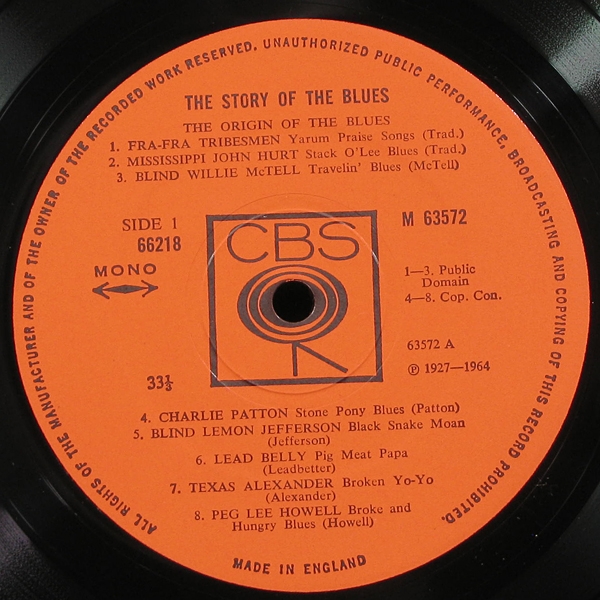 ALL RIGHTS OF THE MANUFACTURER AND OF THE OWNER OF THE RECORDED WORK RESERVED. UNAUTHORIZED PUBLIC PERFORMANCE, BROADCASTING AND COPYING OF THIS RECORD PROHIBITED.
THE STORY OF THE BLUES
THE ORIGIN OF THE BLUES
1. FRA-FRA TRIBESMEN Yarum Praise Songs (Trad.)
2. MISSISSIPPI JOHN HURT Stack O'Lee Blues (Trad.)
3. BLIND WILLIE McTELL Travelin' Blues (McTell)
SIDE 1
66218
MONO
M 63572
CBS
1—3. Public
Domain
4—8. Cop. Con.
63572 A
℗ 1927—1964
33⅓
4. CHARLIE PATTON Stone Pony Blues (Patton)
5. BLIND LEMON JEFFERSON Black Snake Moan
(Jefferson)
6. LEAD BELLY Pig Meat Papa
(Leadbetter)
7. TEXAS ALEXANDER Broken Yo-Yo
(Alexander)
8. PEG LEE HOWELL Broke and
Hungry Blues (Howell)
MADE IN ENGLAND